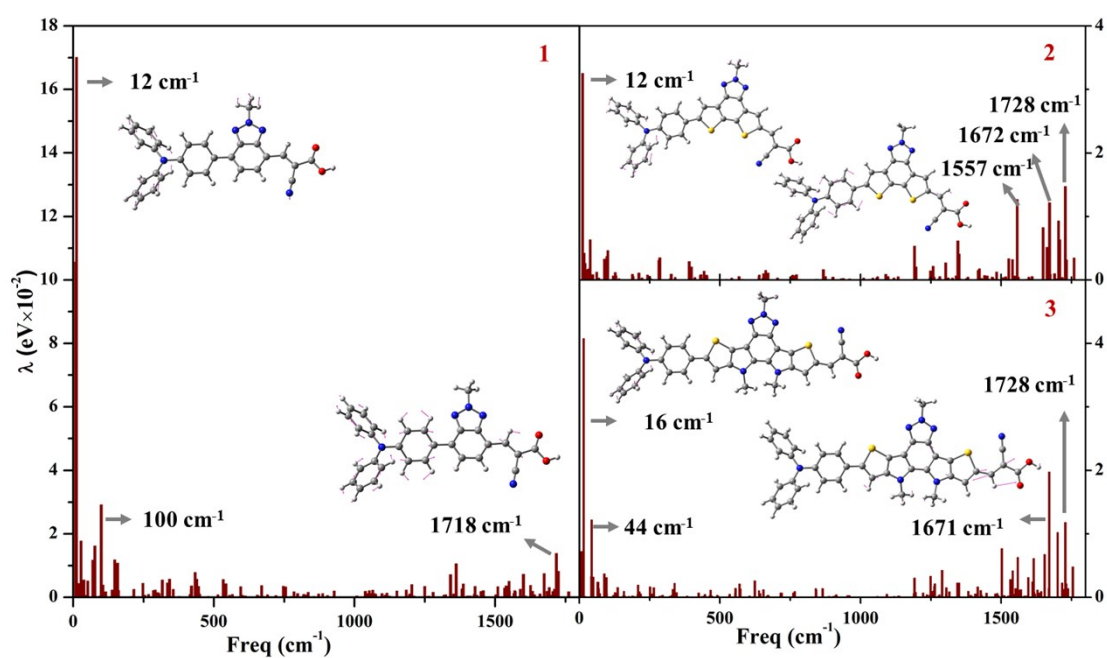 λ (eV×10⁻²)
18
16
14
12
10
8
6
4
2
0
1
12 cm⁻¹
100 cm⁻¹
1718 cm⁻¹
0
500
1000
1500
Freq (cm⁻¹)
2
12 cm⁻¹
1728 cm⁻¹
1672 cm⁻¹
1557 cm⁻¹
4
2
0
3
16 cm⁻¹
1728 cm⁻¹
44 cm⁻¹
1671 cm⁻¹
4
2
0
0
500
1000
1500
Freq (cm⁻¹)